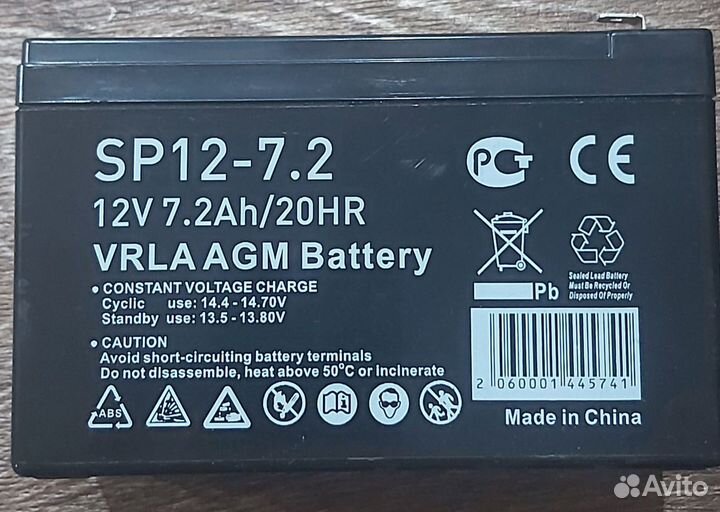 SP12-7.2
12V 7.2Ah/20HR
VRLA AGM Battery
• CONSTANT VOLTAGE CHARGE
Cyclic use: 14.4 - 14.70V
Standby use: 13.5 - 13.80V
• CAUTION
Avoid short-circuiting battery terminals
Do not disassemble, heat above 50°C or incinerate
ABS
РСТ CE
Pb
Sealed Lead Battery
Must Be Recycled Or
Disposed Of Properly
2 060001 445741
Made in China
Avito